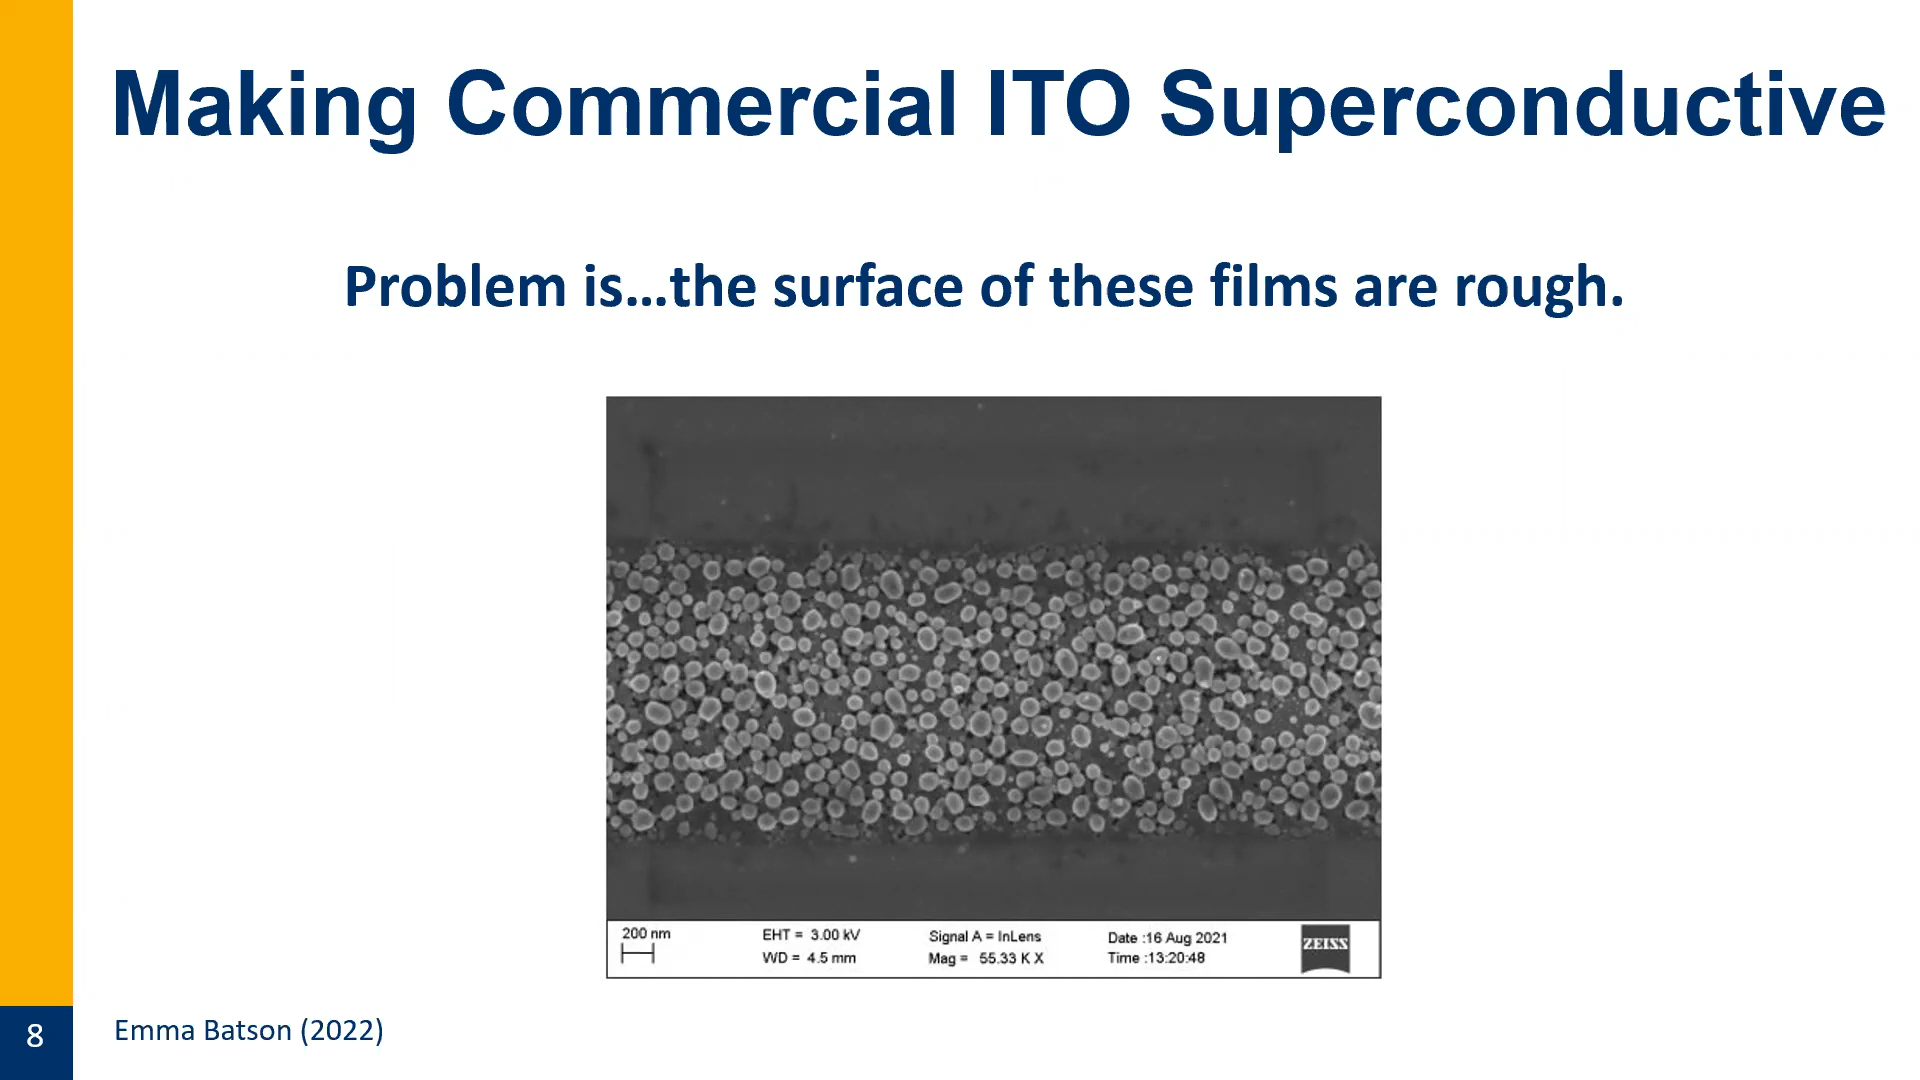 Making Commercial ITO Superconductive
Problem is...the surface of these films are rough.
200 nm
EHT = 3.00 kV
WD = 4.5 mm
Signal A = InLens
Mag = 55.33 K X
Date :16 Aug 2021
Time :13:20:48
ZEISS
8
Emma Batson (2022)